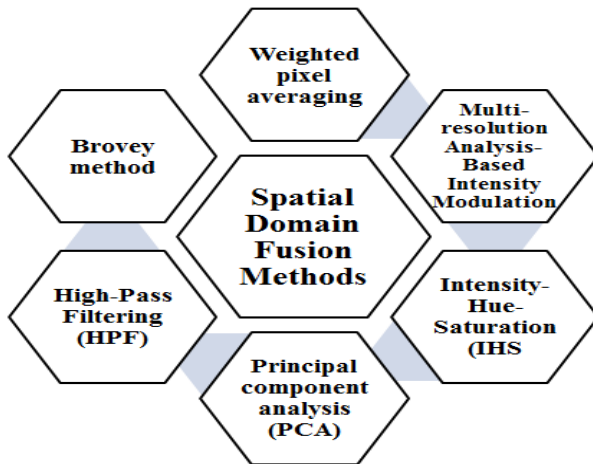 Weighted
pixel
averaging
Multi-
resolution
Analysis-
Based
Intensity
Modulation
Brovey
method
Spatial
Domain
Fusion
Methods
High-Pass
Filtering
(HPF)
Intensity-
Hue-
Saturation
(IHS
Principal
component
analysis
(PCA)